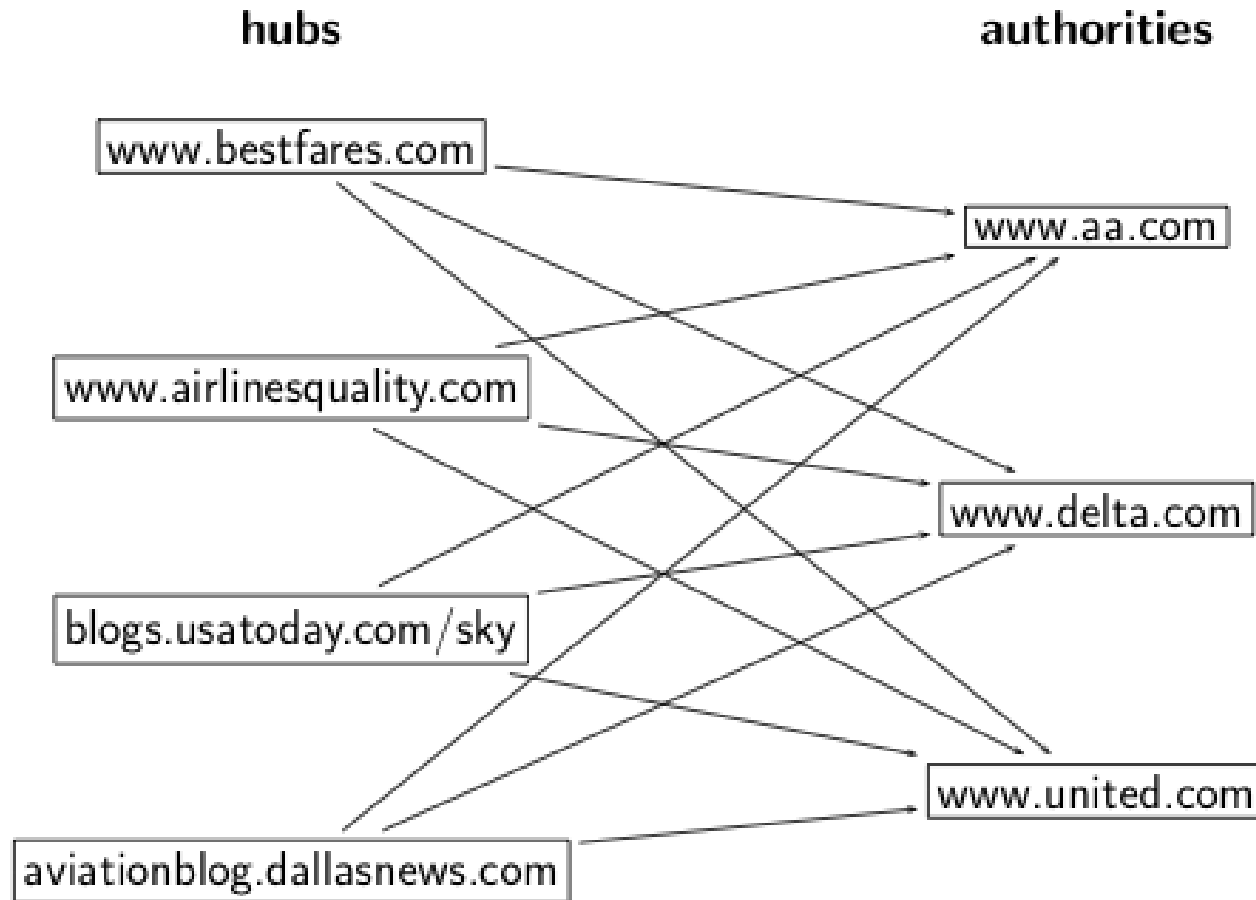 hubs
authorities
www.bestfares.com
www.aa.com
www.airlinesquality.com
www.delta.com
blogs.usatoday.com/sky
www.united.com
aviationblog.dallasnews.com